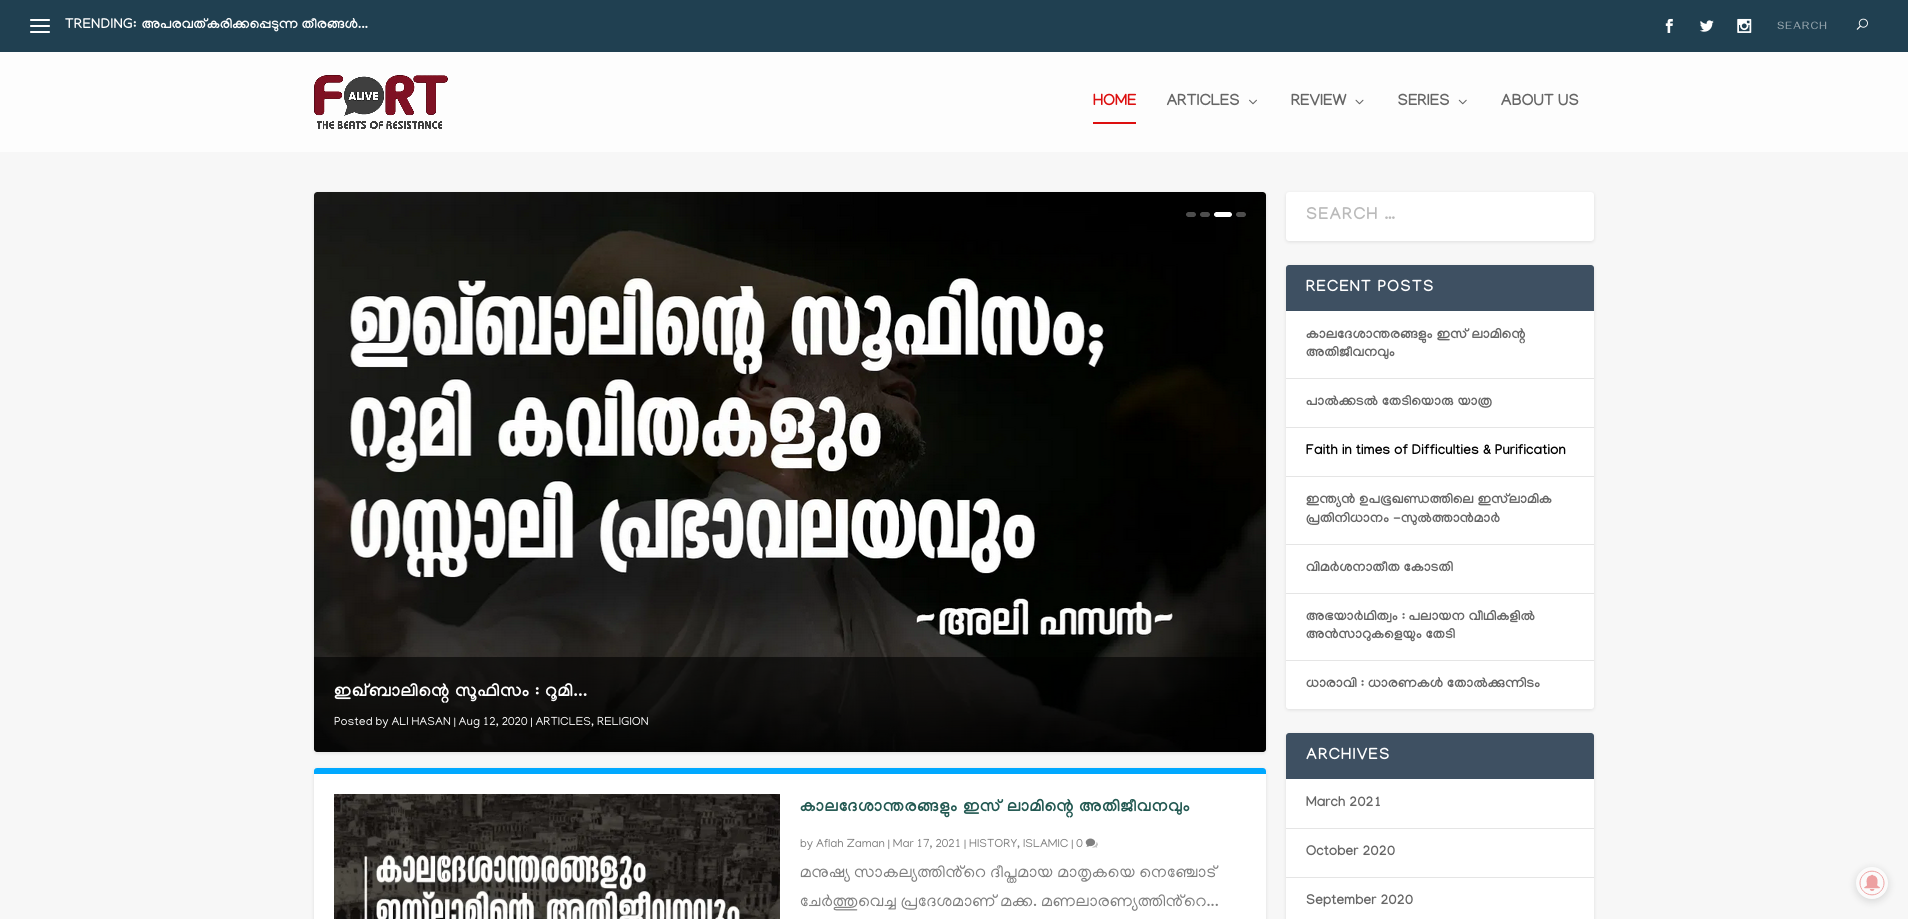 TRENDING: അപരവത്കരിക്കപ്പെടുന്ന തീരങ്ങൾ...
SEARCH
FORT
ALIVE
THE BEATS OF RESISTANCE
HOME
ARTICLES
REVIEW
SERIES
ABOUT US
ഇഖ്ബാലിന്റെ സൂഫിസം;
റൂമി കവിതകളും
ഗസ്സാലി പ്രഭാവലയവും
~അലി ഹസൻ~
ഇഖ്ബാലിന്റെ സൂഫിസം : റൂമി...
Posted by ALI HASAN | Aug 12, 2020 | ARTICLES, RELIGION
കാലദേശാന്തരങ്ങളും
ഇസ്‌ലാമിന്റെ അതിജീവനവും
കാലദേശാന്തരങ്ങളും ഇസ് ലാമിന്റെ അതിജീവനവും
by Aflah Zaman | Mar 17, 2021 | HISTORY, ISLAMIC | 0
മനുഷ്യ സാകല്യത്തിൻ്റെ ദീപ്തമായ മാതൃകയെ നെഞ്ചോട്
ചേർത്തുവെച്ച പ്രദേശമാണ് മക്ക. മണലാരണ്യത്തിൻ്റെ...
SEARCH ...
RECENT POSTS
കാലദേശാന്തരങ്ങളും ഇസ് ലാമിന്റെ
അതിജീവനവും
പാൽക്കടൽ തേടിയൊരു യാത്ര
Faith in times of Difficulties & Purification
ഇന്ത്യൻ ഉപഭൂഖണ്ഡത്തിലെ ഇസ്‌ലാമിക
പ്രതിനിധാനം -സുൽത്താൻമാർ
വിമർശനാതീത കോടതി
അഭയാർഥിത്വം : പലായന വീഥികളിൽ
അൻസാറുകളെയും തേടി
ധാരാവി : ധാരണകൾ തോൽക്കുന്നിടം
ARCHIVES
March 2021
October 2020
September 2020